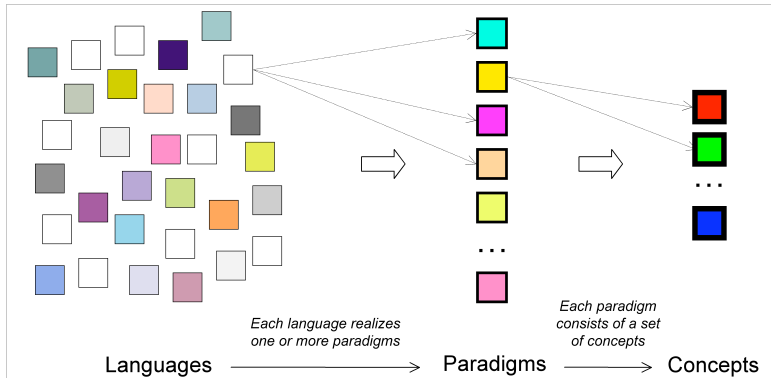 ...
...
Each language realizes
one or more paradigms
Each paradigm
consists of a set
of concepts
Languages
Paradigms
Concepts